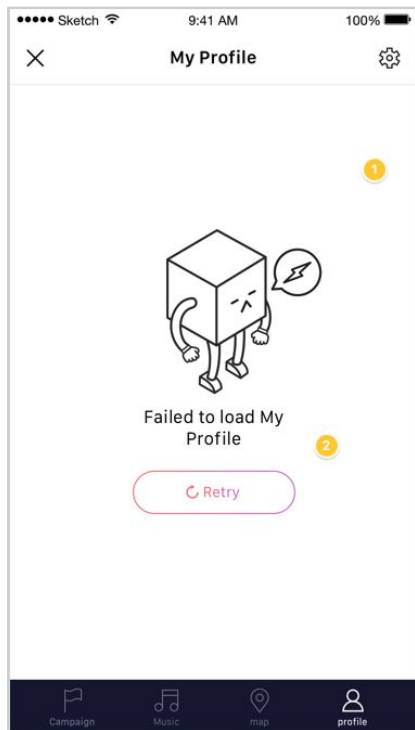 Sketch 9:41 AM 100%
My Profile
1
Failed to load My
Profile
2
Retry
Campaign Music map profile